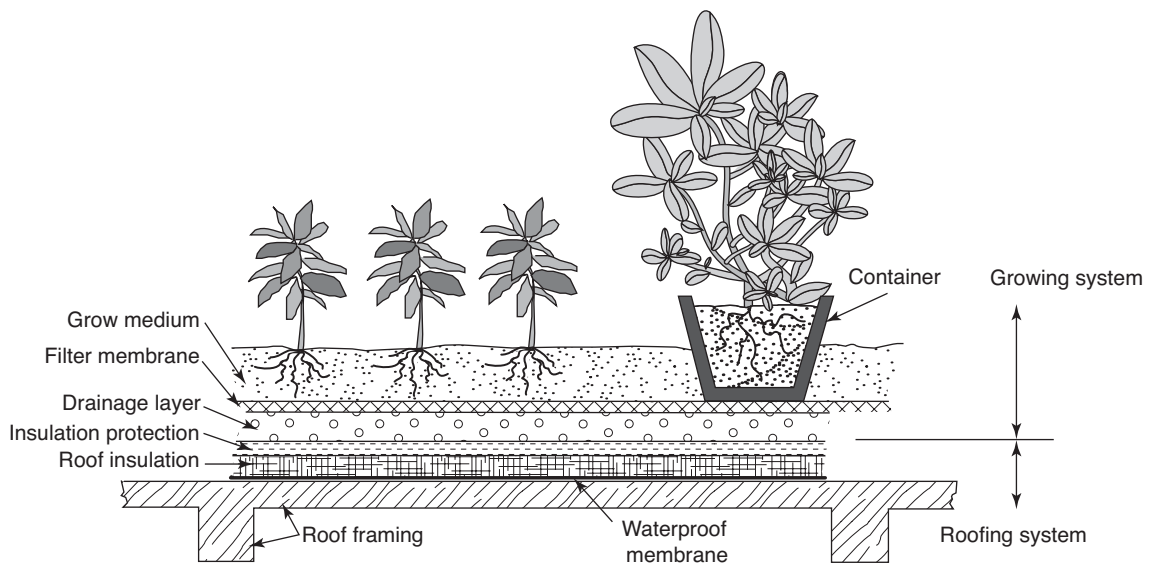 Container
Growing system
Grow medium
Filter membrane
Drainage layer
Insulation protection
Roof insulation
Roof framing
Waterproof
membrane
Roofing system